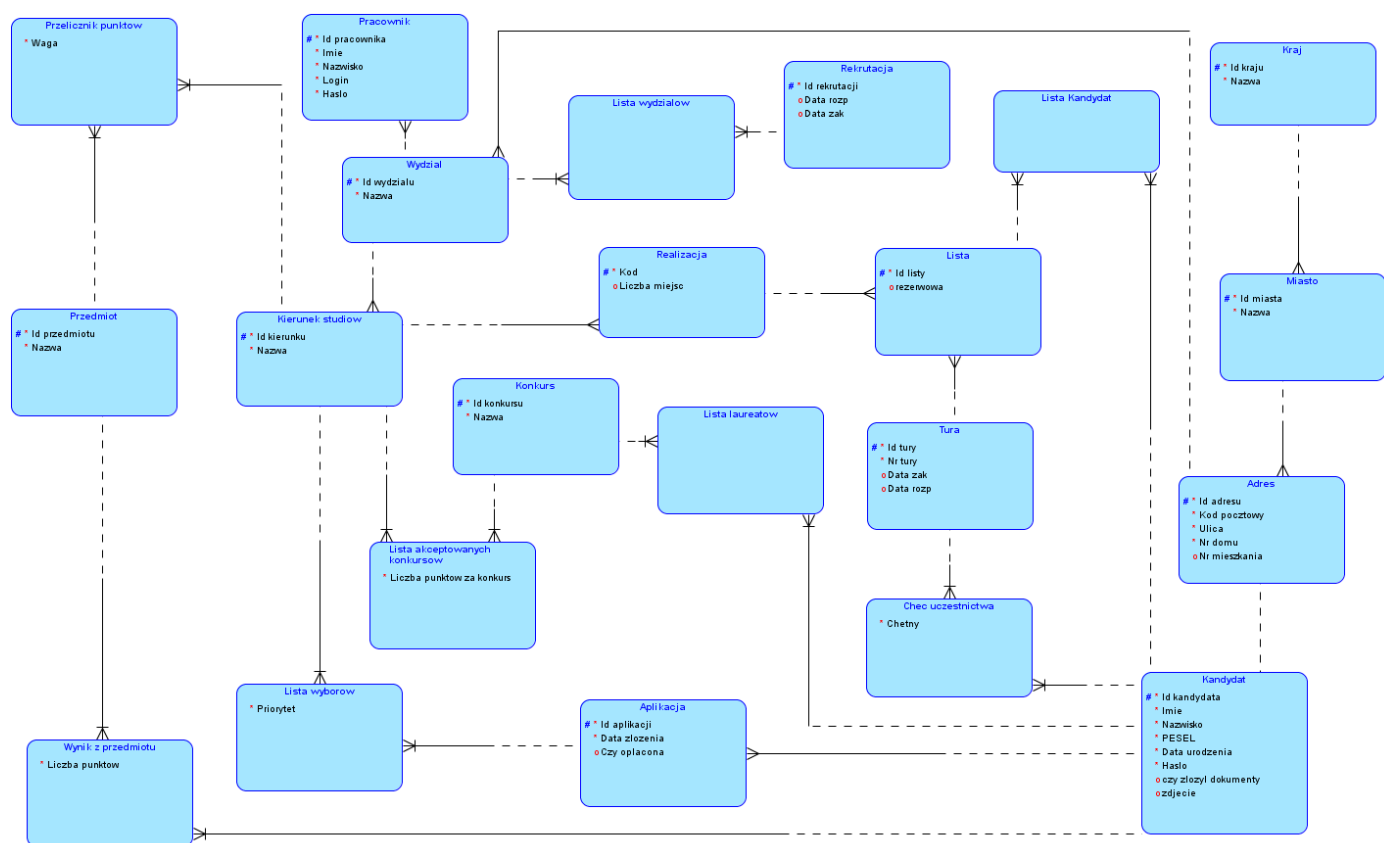 Przelicznik punktow
* Waga
Pracownik
# * Id pracownika
* Imie
* Nazwisko
* Login
* Haslo
Rekrutacja
# * Id rekrutacji
o Data rozp
o Data zak
Kraj
# * Id kraju
* Nazwa
Lista wydzialow
Lista Kandydat
Wydzial
# * Id wydzialu
* Nazwa
Realizacja
# * Kod
o Liczba miejsc
Lista
# * Id listy
o rezerwowa
Miasto
# * Id miasta
* Nazwa
Przedmiot
# * Id przedmiotu
* Nazwa
Kierunek studiow
# * Id kierunku
* Nazwa
Konkurs
# * Id konkursu
* Nazwa
Lista laureatow
Tura
# * Id tury
* Nr tury
o Data zak
o Data rozp
Adres
# * Id adresu
* Kod pocztowy
* Ulica
* Nr domu
o Nr mieszkania
Lista akceptowanych
konkursow
* Liczba punktow za konkurs
Chec uczestnictwa
* Chetny
Lista wyborow
* Priorytet
Aplikacja
# * Id aplikacji
* Data zlozenia
o Czy oplacona
Kandydat
# * Id kandydata
* Imie
* Nazwisko
* PESEL
* Data urodzenia
* Haslo
o czy zlozyl dokumenty
o zdjecie
Wynik z przedmiotu
* Liczba punktow